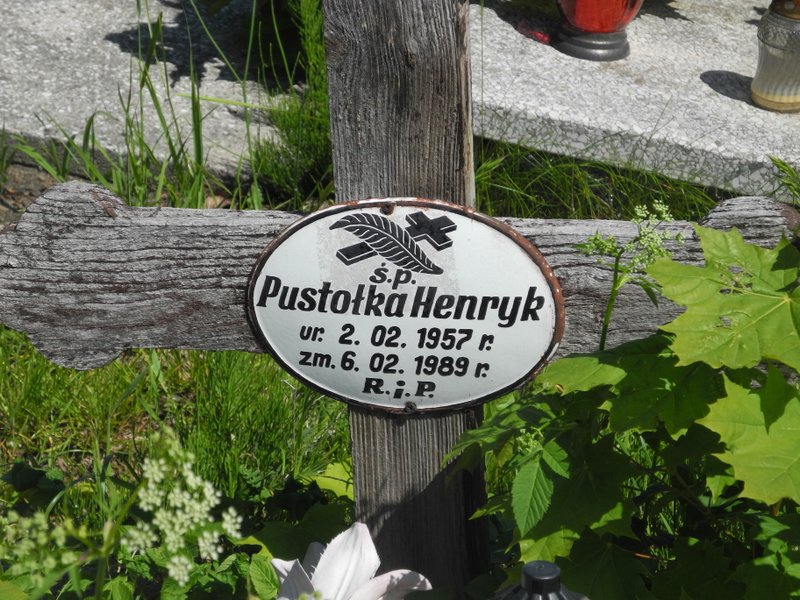 ś.p.
Pustołka Henryk
ur. 2. 02. 1957 r.
zm. 6. 02. 1989 r.
R.i.P.